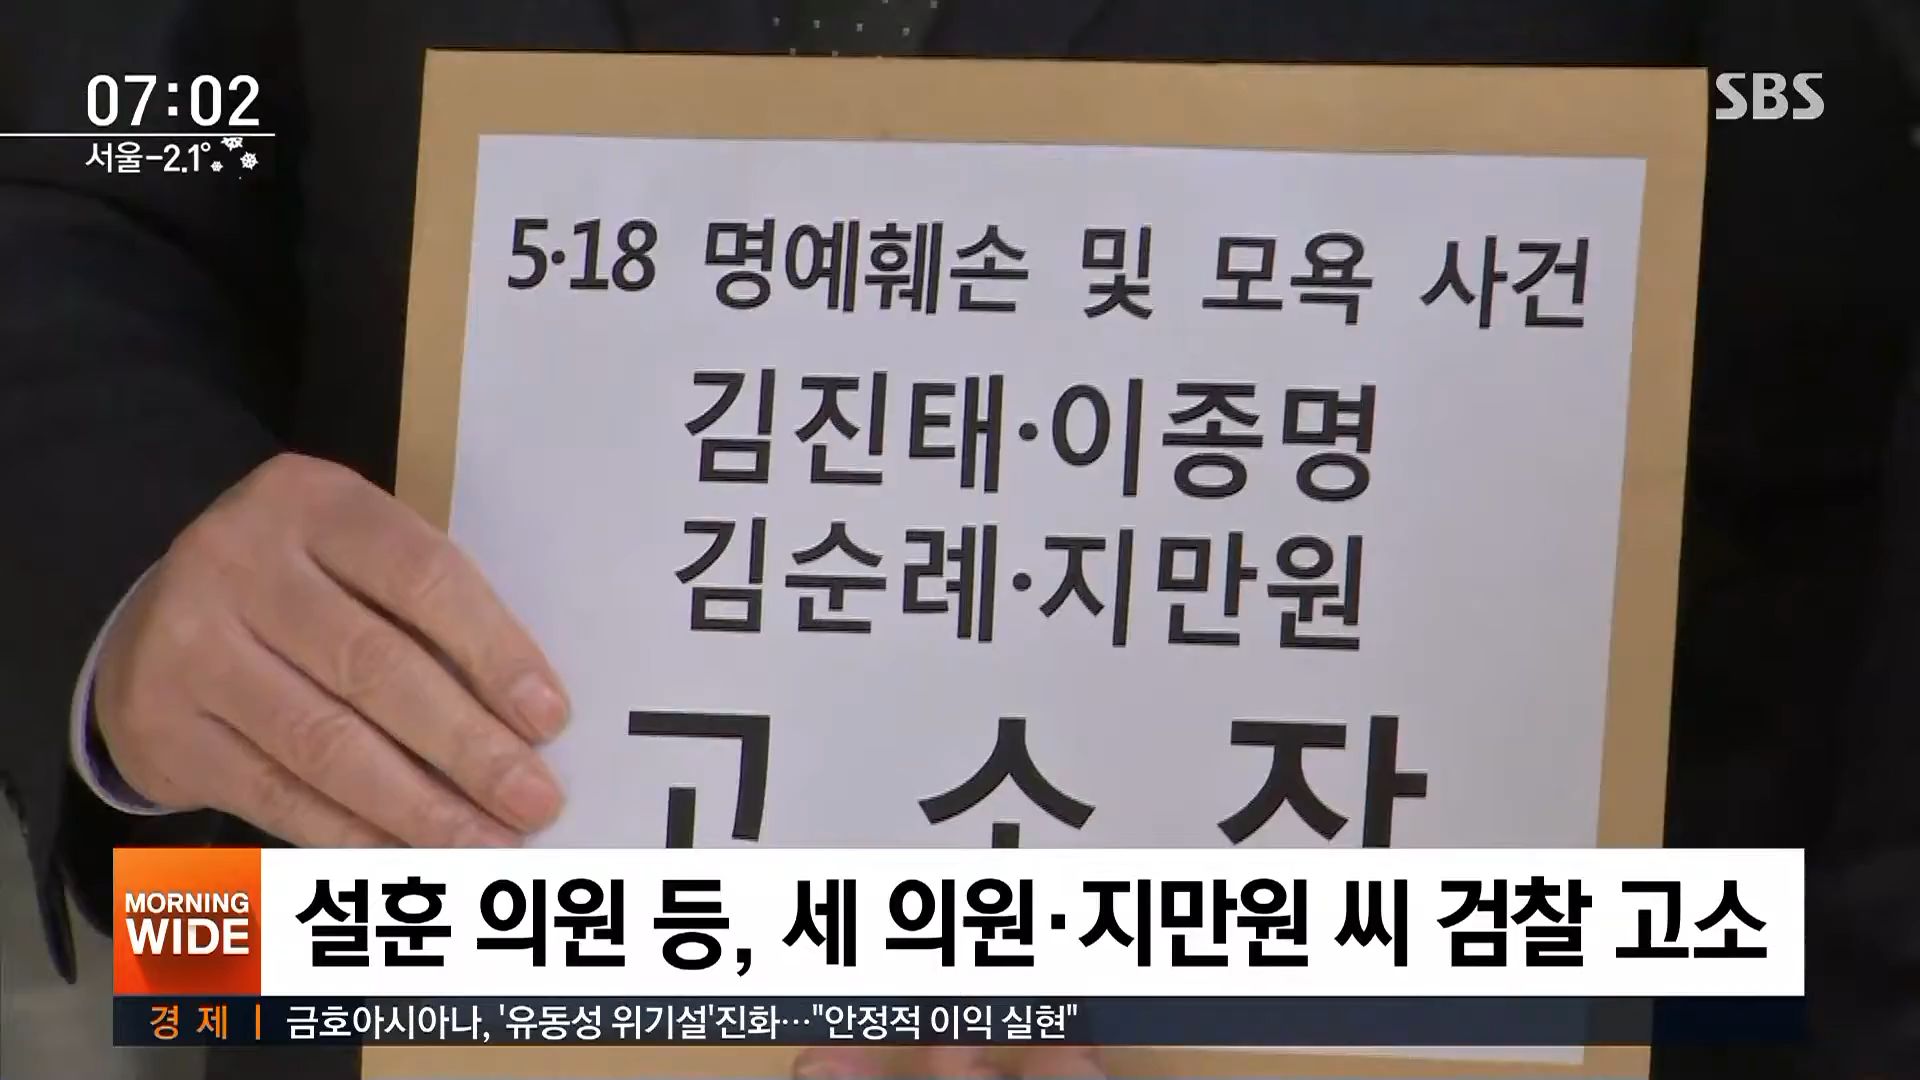 07:02
SBS
서울-2.1°
5·18 명예훼손 및 모욕 사건
김진태·이종명
김순례·지만원
고 소 장
MORNING
WIDE
설훈 의원 등, 세 의원·지만원 씨 검찰 고소
경 제 | 금호아시아나, '유동성 위기설'진화…"안정적 이익 실현"